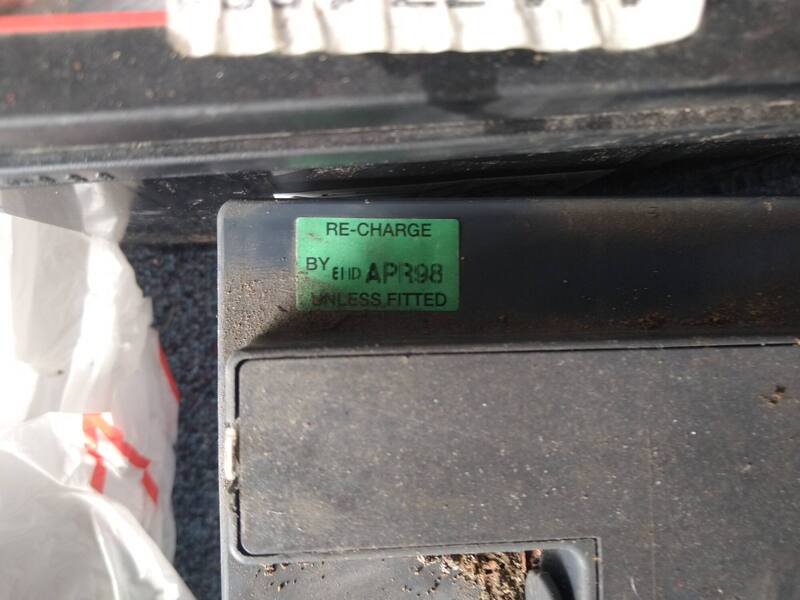 RE-CHARGE
BY END APR98
UNLESS FITTED